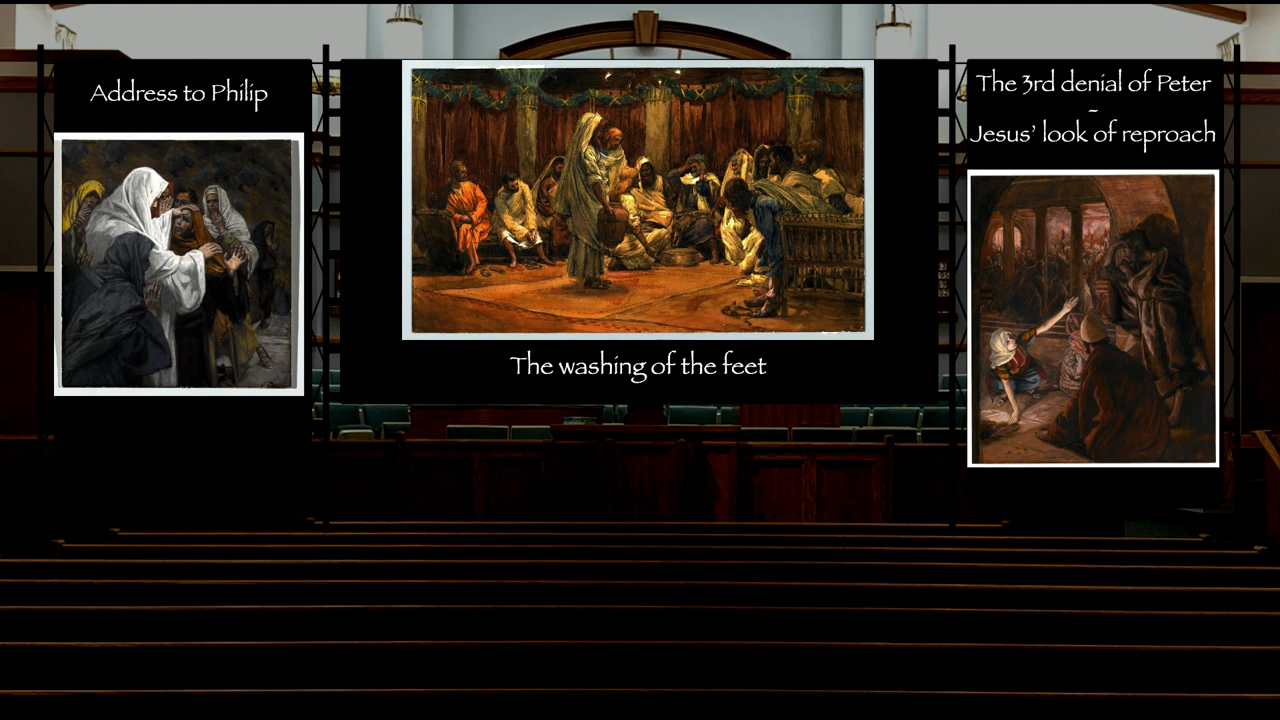 Address to Philip
The washing of the feet
The 3rd denial of Peter
~
Jesus' look of reproach